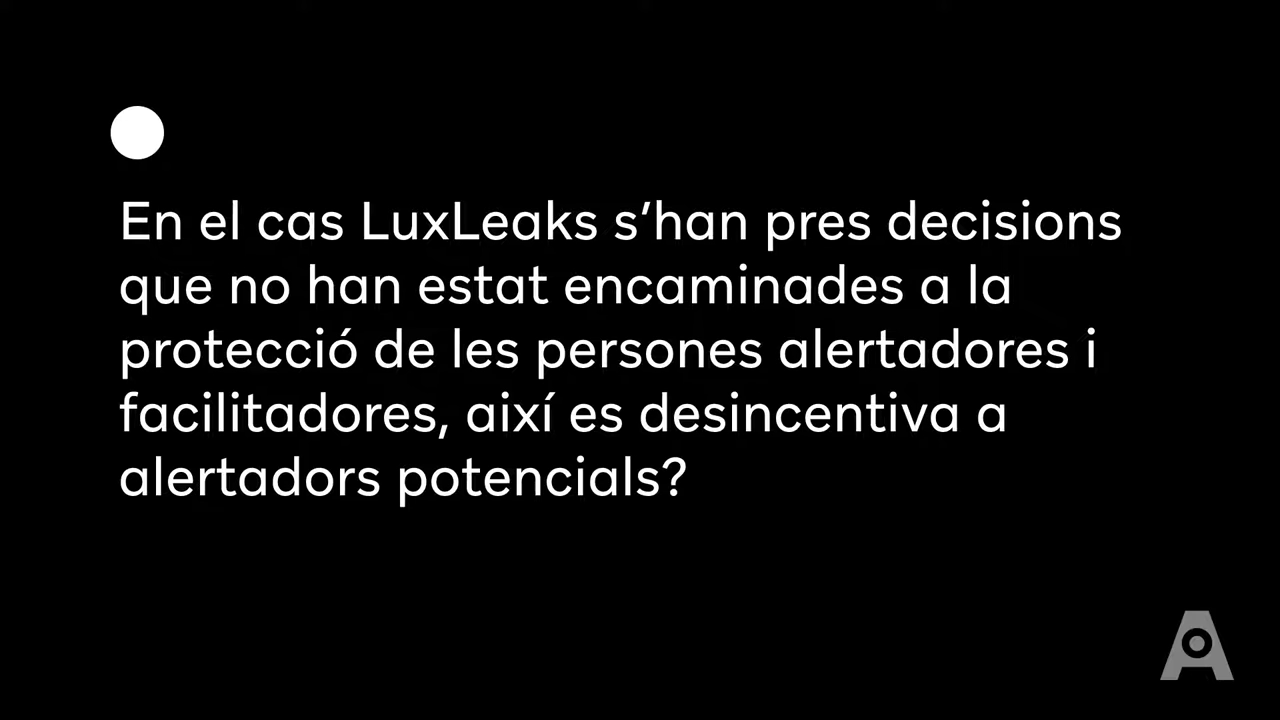 En el cas LuxLeaks s’han pres decisions
que no han estat encaminades a la
protecció de les persones alertadores i
facilitadores, així es desincentiva a
alertadors potencials?